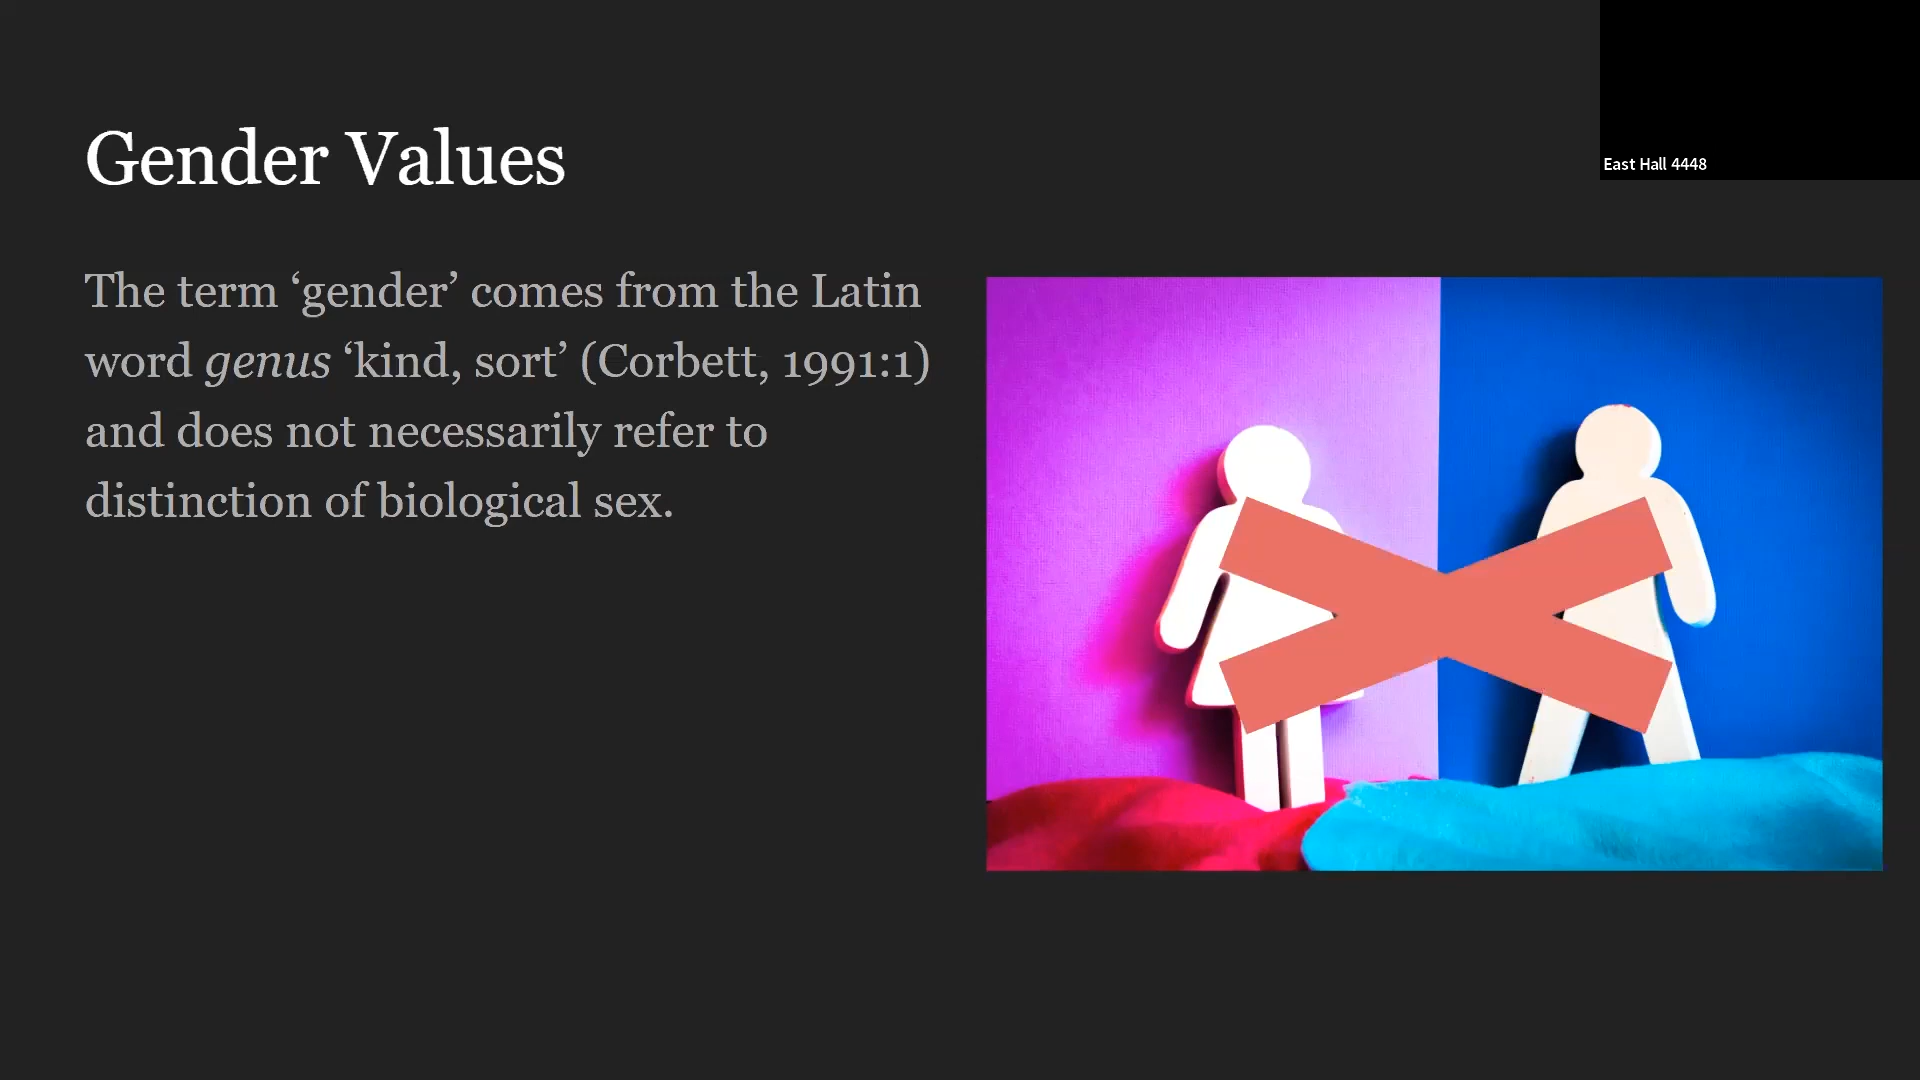 Gender Values
The term ‘gender’ comes from the Latin
word genus ‘kind, sort’ (Corbett, 1991:1)
and does not necessarily refer to
distinction of biological sex.
East Hall 4448